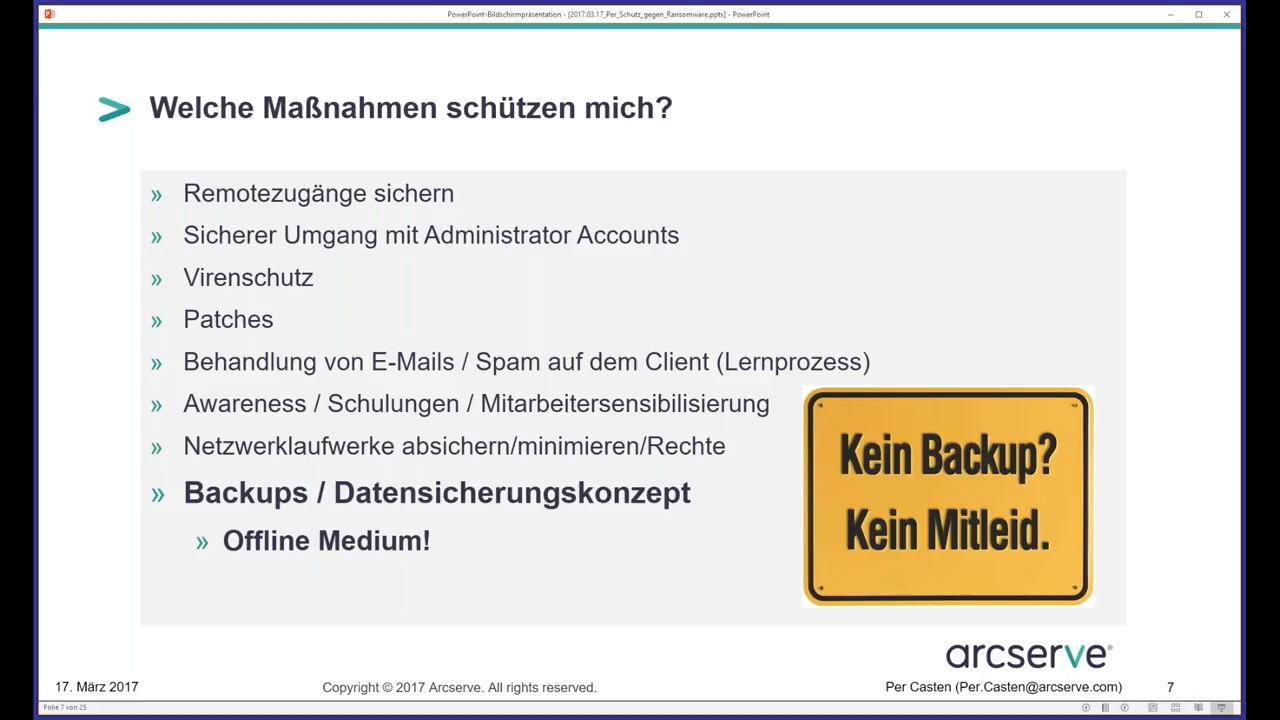 PowerPoint-Bildschirmpräsentation - [2017.03.17_Per_Schutz_gegen_Ransomware.pptx] - PowerPoint
Welche Maßnahmen schützen mich?
» Remotezugänge sichern
» Sicherer Umgang mit Administrator Accounts
» Virenschutz
» Patches
» Behandlung von E-Mails / Spam auf dem Client (Lernprozess)
» Awareness / Schulungen / Mitarbeitersensibilisierung
» Netzwerklaufwerke absichern/minimieren/Rechte
» Backups / Datensicherungskonzept
» Offline Medium!
Kein Backup?
Kein Mitleid.
arcserve®
17. März 2017
Copyright © 2017 Arcserve. All rights reserved.
Per Casten (Per.Casten@arcserve.com)
7
Folie 7 von 25